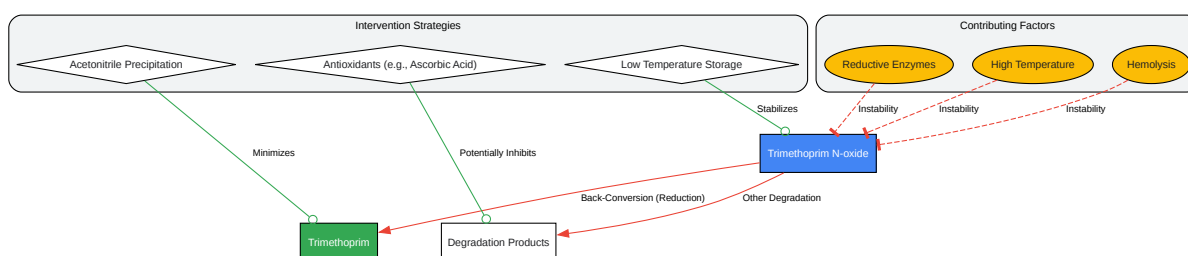 Intervention Strategies
Contributing Factors
Acetonitrile Precipitation
Antioxidants (e.g., Ascorbic Acid)
Low Temperature Storage
Reductive Enzymes
High Temperature
Hemolysis
Stabilizes
Instability
Instability
Instability
Minimizes
Potentially Inhibits
Trimethoprim N-oxide
Back-Conversion (Reduction)
Other Degradation
Trimethoprim
Degradation Products